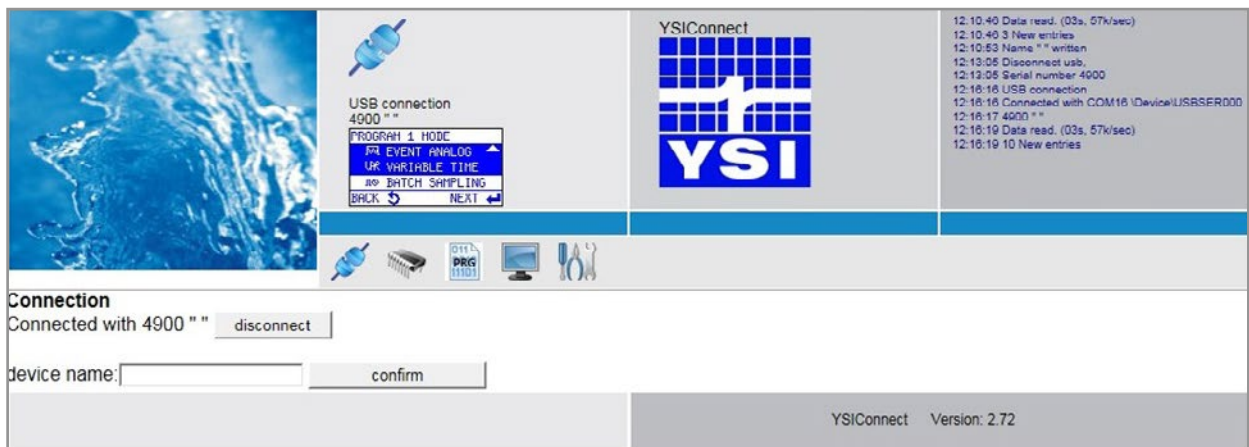 USB connection
4900 " "
PROGRAM 1 MODE
EVENT ANALOG
VARIABLE TIME
BATCH SAMPLING
BACK NEXT
YSIConnect
YSI
12:10:46 Data read. (03s, 57k/sec)
12:10:46 3 New entries
12:10:53 Name " " written
12:13:05 Disconnect usb,
12:13:05 Serial number 4900
12:16:16 USB connection
12:16:16 Connected with COM16 \Device\USBSER000
12:16:17 4900 " "
12:16:19 Data read. (03s, 57k/sec)
12:16:19 10 New entries
011
PRG
11101
Connection
Connected with 4900 " " disconnect
device name: confirm
YSIConnect Version: 2.72